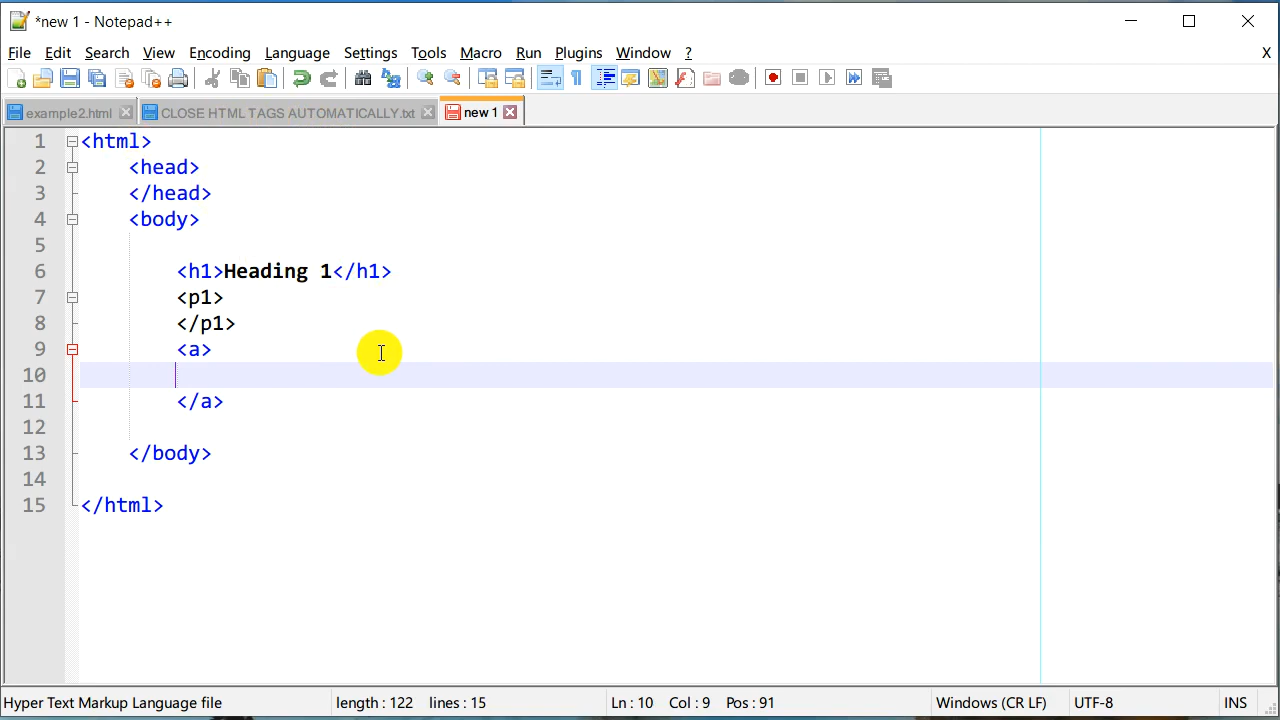 *new 1 - Notepad++
File Edit Search View Encoding Language Settings Tools Macro Run Plugins Window ? X
example2.html CLOSE HTML TAGS AUTOMATICALLY.txt new 1
1 <html>
2 <head>
3 </head>
4 <body>
5
6 <h1>Heading 1</h1>
7 <p1>
8 </p1>
9 <a>
10
11 </a>
12
13 </body>
14
15 </html>
Hyper Text Markup Language file length : 122 lines : 15 Ln : 10 Col : 9 Pos : 91 Windows (CR LF) UTF-8 INS